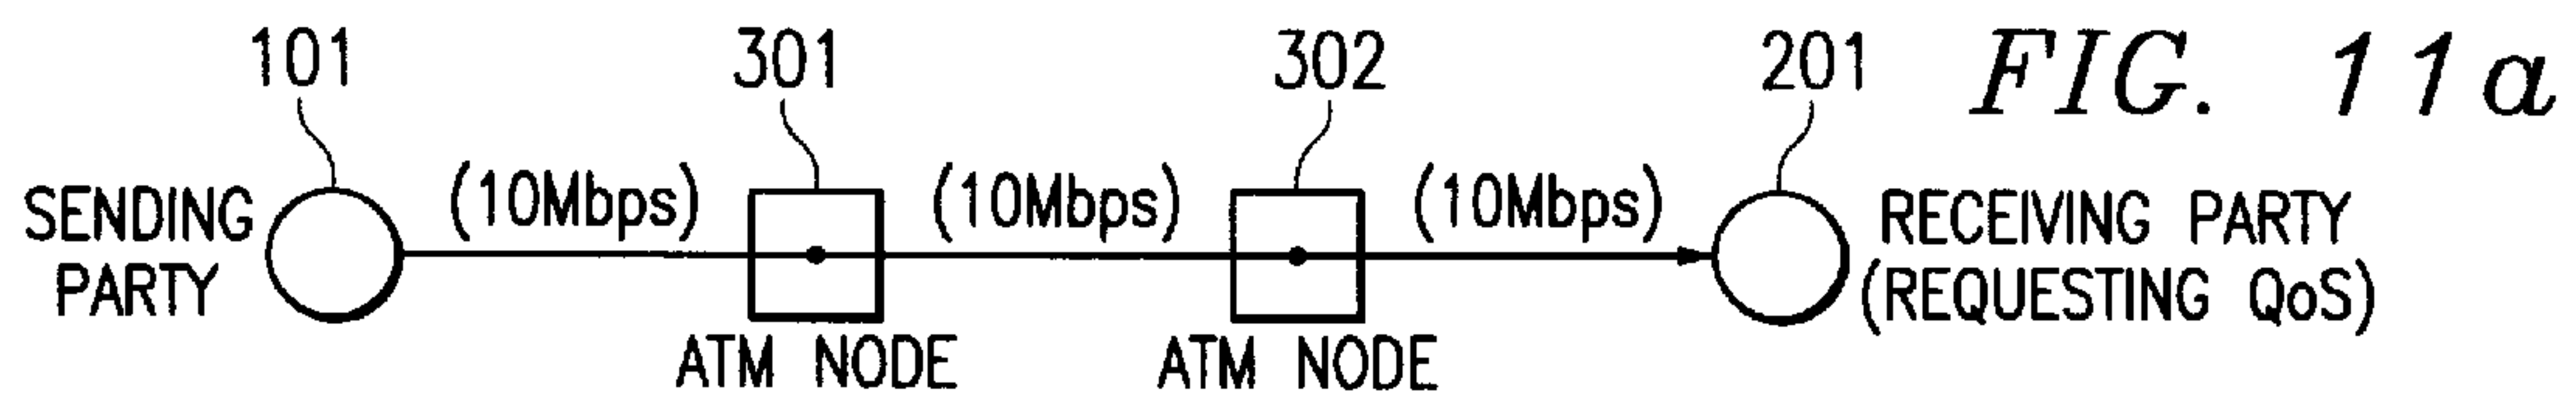 101
301
302
201
FIG. 11a
SENDING
PARTY
(10Mbps)
(10Mbps)
(10Mbps)
RECEIVING PARTY
(REQUESTING QoS)
ATM NODE
ATM NODE